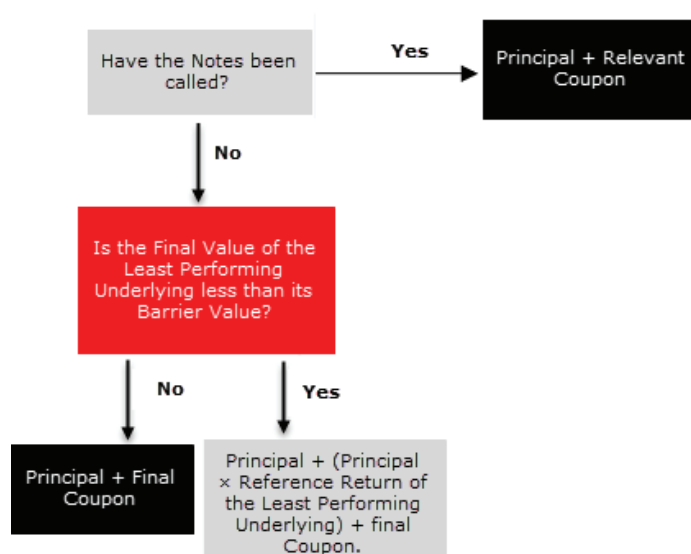 Have the Notes been
called?
Yes
Principal + Relevant
Coupon
No
Is the Final Value of the
Least Performing
Underlying less than its
Barrier Value?
No
Yes
Principal + Final
Coupon
Principal + (Principal
× Reference Return of
the Least Performing
Underlying) + final
Coupon.